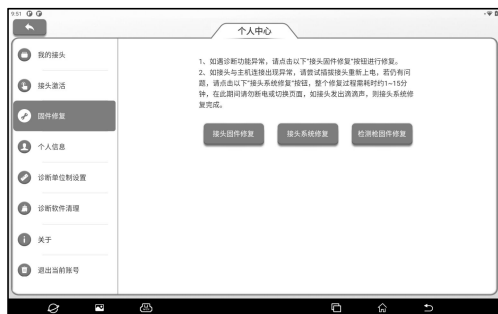 9:51
个人中心
我的接头
接头激活
固件修复
个人信息
诊断单位制设置
诊断软件清理
关于
退出当前账号
1、如遇诊断功能异常，请点击以下“接头固件修复”按钮进行修复。
2、如接头与主机连接出现异常，请尝试插拔接头重新上电，若仍有问
题，请点击以下“接头系统修复”按钮，整个修复过程需耗时约1~15分
钟，在此期间请勿断电或切换页面，如接头发出滴滴声，则接头系统修
复完成。
接头固件修复
接头系统修复
检测枪固件修复